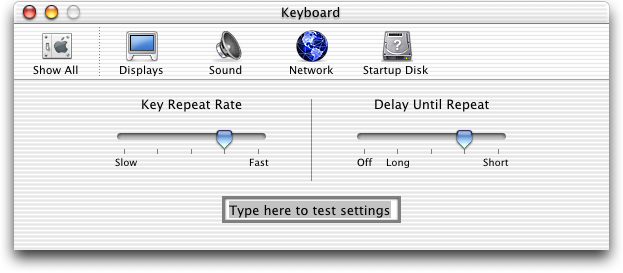 Keyboard
Show All Displays Sound Network Startup Disk
Key Repeat Rate Delay Until Repeat
Slow Fast Off Long Short
Type here to test settings